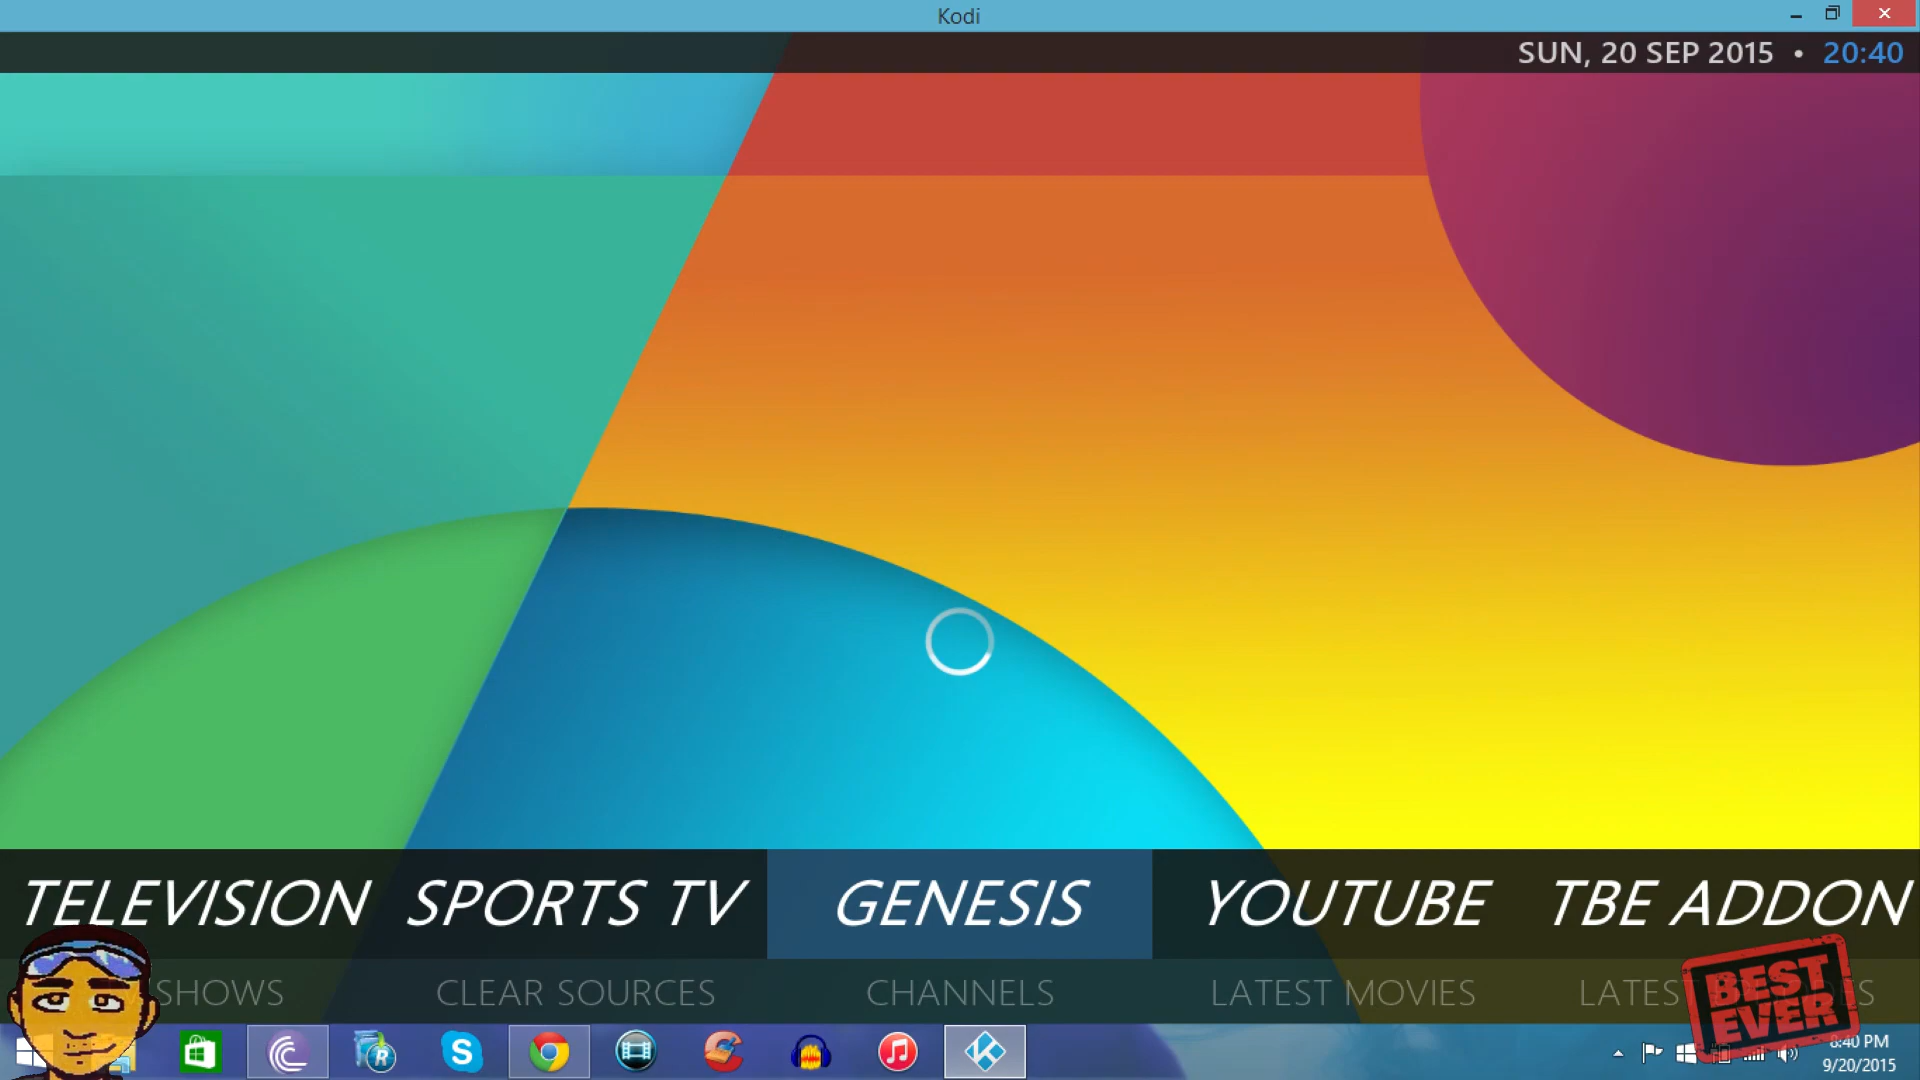 Kodi
SUN, 20 SEP 2015 • 20:40
TELEVISION SPORTS TV GENESIS YOUTUBE TBE ADDON
SHOWS CLEAR SOURCES CHANNELS LATEST MOVIES
BEST
EVER
8:40 PM
9/20/2015